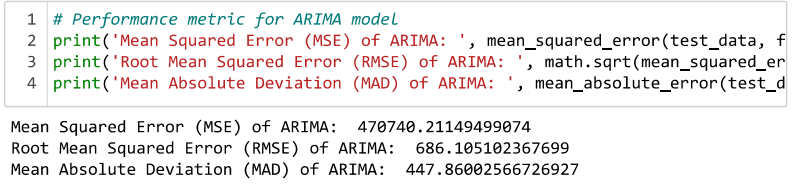 1 # Performance metric for ARIMA model
2 print('Mean Squared Error (MSE) of ARIMA: ', mean_squared_error(test_data, f
3 print('Root Mean Squared Error (RMSE) of ARIMA: ', math.sqrt(mean_squared_er
4 print('Mean Absolute Deviation (MAD) of ARIMA: ', mean_absolute_error(test_d
Mean Squared Error (MSE) of ARIMA:  470740.21149499074
Root Mean Squared Error (RMSE) of ARIMA:  686.105102367699
Mean Absolute Deviation (MAD) of ARIMA:  447.86002566726927